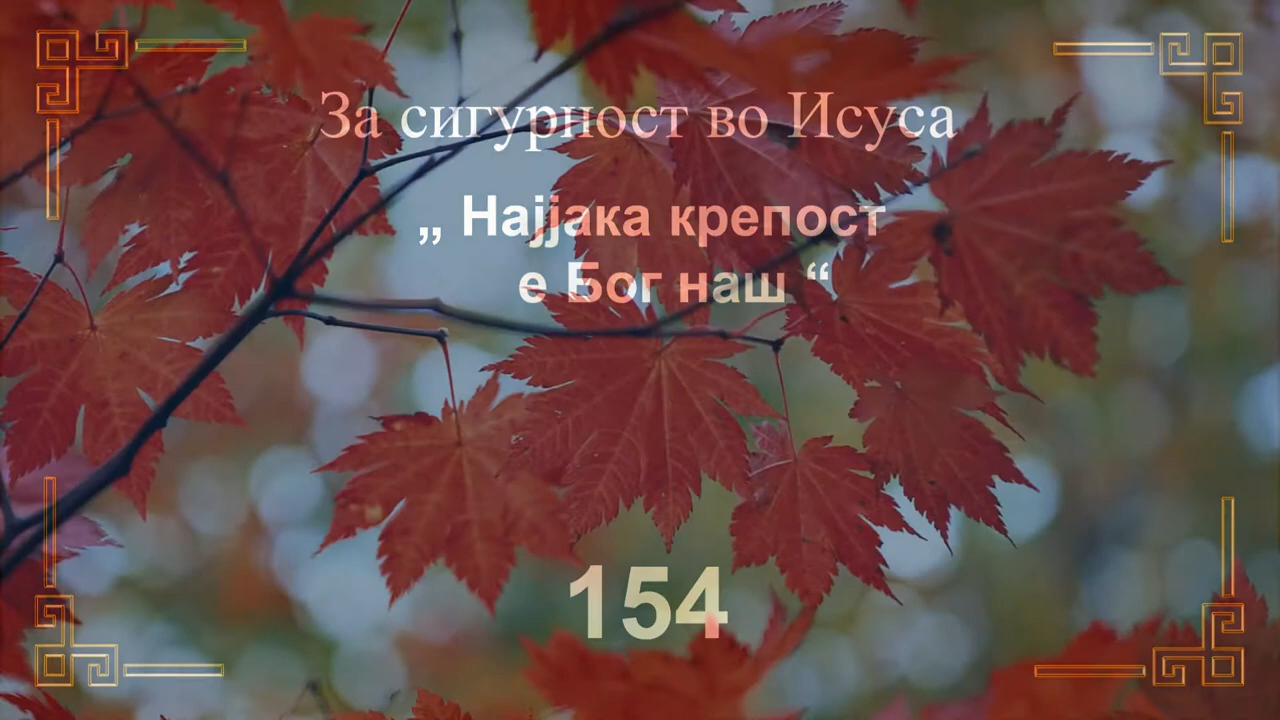 За сигурност во Исуса
„ Најјака крепост
е Бог наш “
154